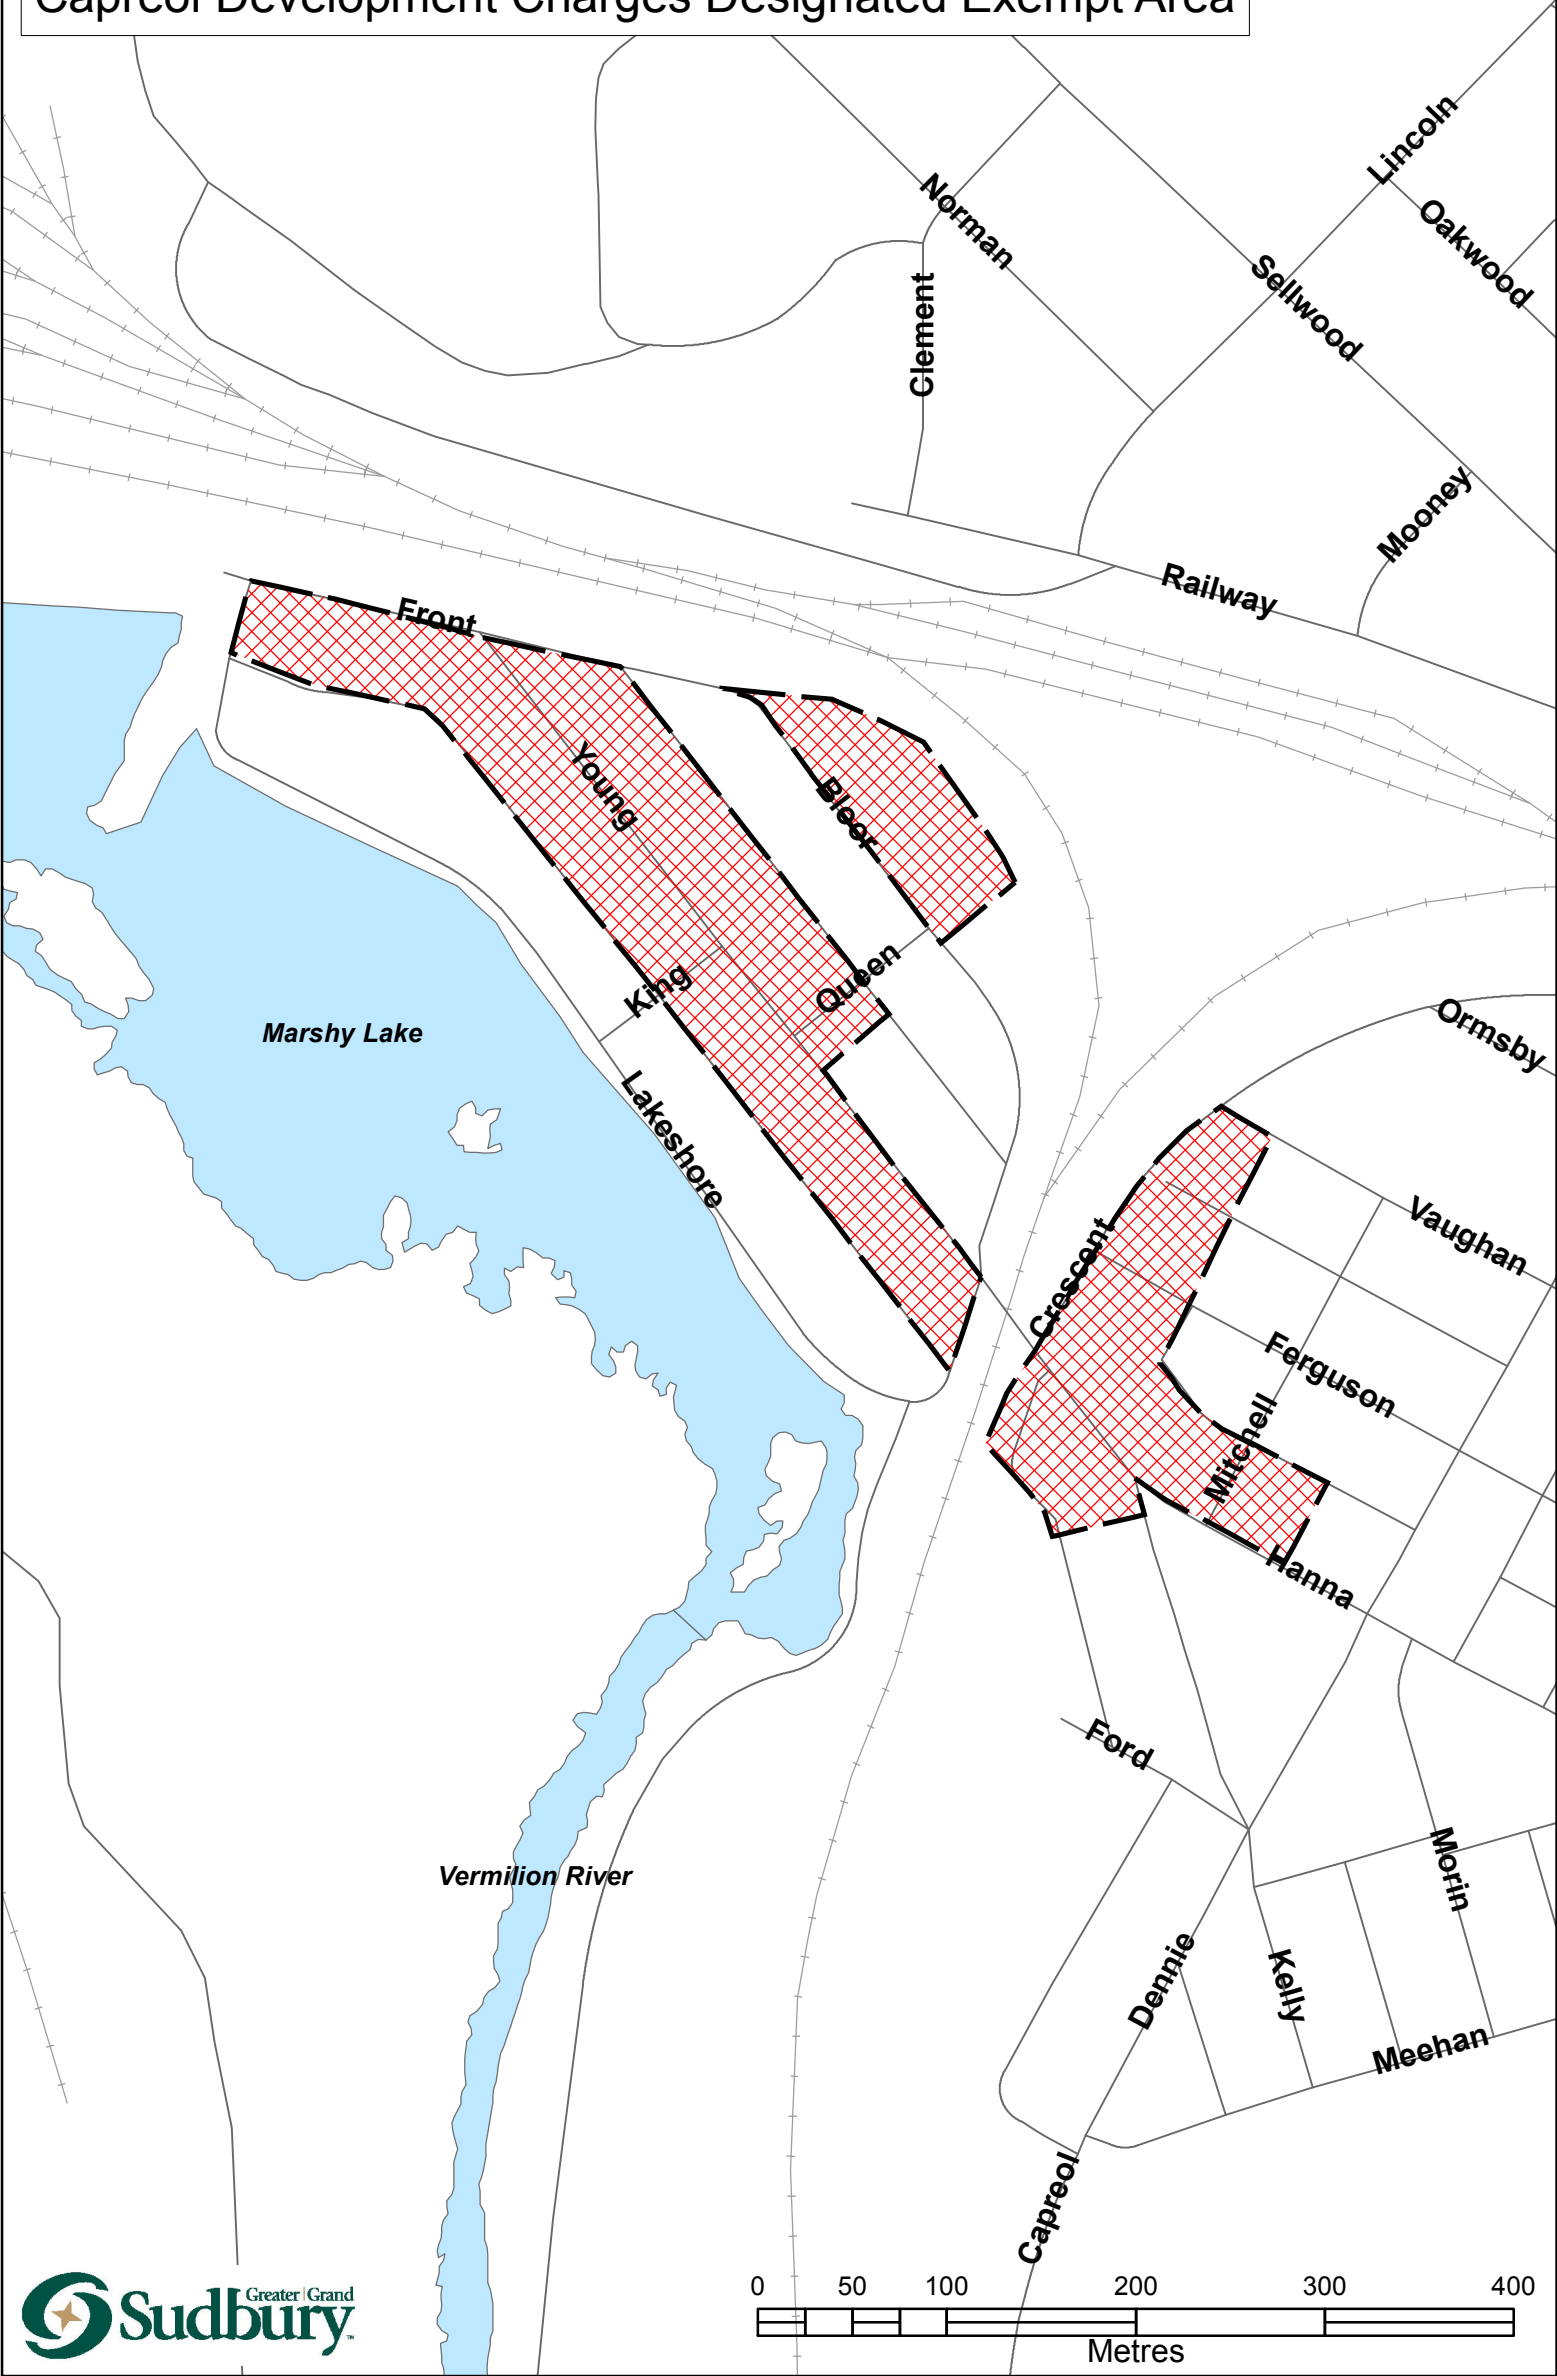 Capreol Development Charges Designated Exempt Area
Lincoln
Norman
Oakwood
Sellwood
Clement
Mooney
Railway
Front
Young
Bloor
Queen
King
Ormsby
Marshy Lake
Lakeshore
Vaughan
Crescent
Ferguson
Mitchell
Hanna
Ford
Vermilion River
Morin
Dennie
Kelly
Meehan
Capreol
Greater Grand
Sudbury
TM
0 50 100 200 300 400
Metres